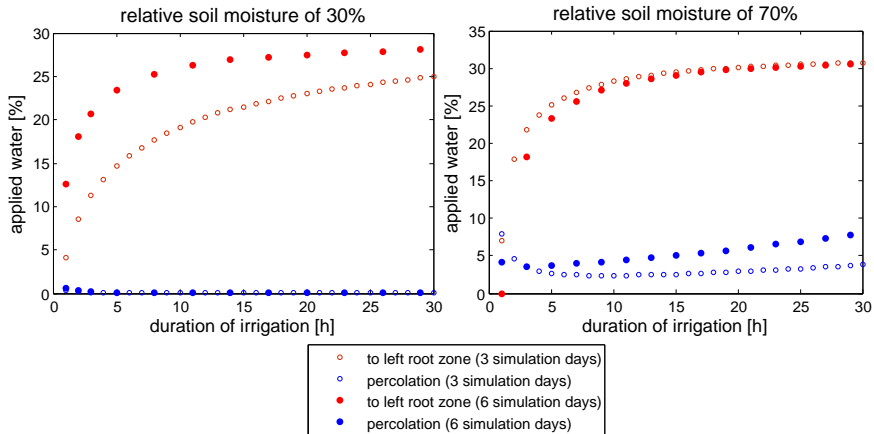 relative soil moisture of 30%
applied water [%]
30
25
20
15
10
5
0
0 5 10 15 20 25 30
duration of irrigation [h]
relative soil moisture of 70%
applied water [%]
35
30
25
20
15
10
5
0
0 5 10 15 20 25 30
duration of irrigation [h]
to left root zone (3 simulation days)
percolation (3 simulation days)
to left root zone (6 simulation days)
percolation (6 simulation days)